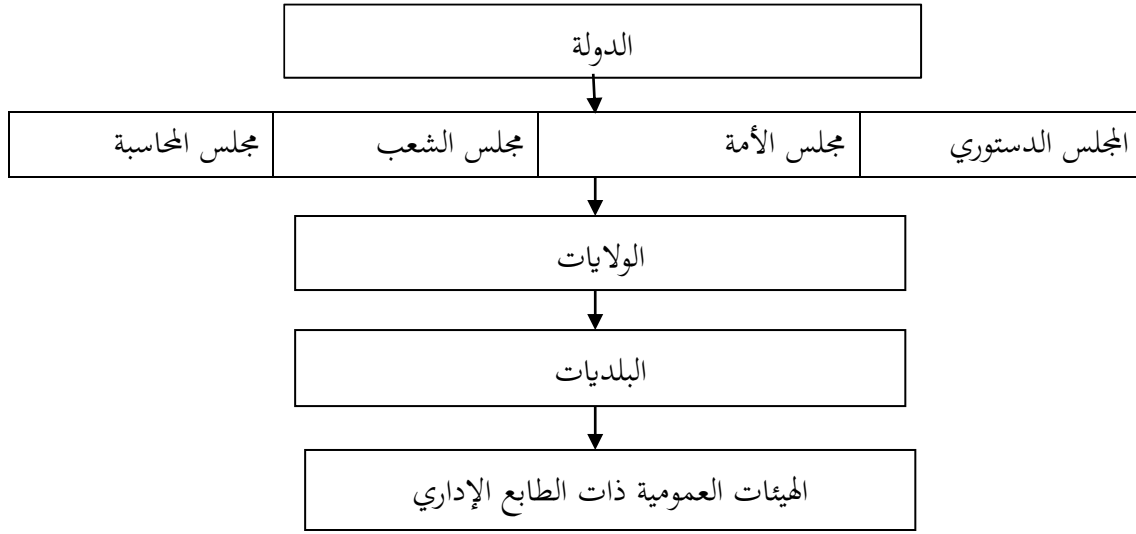 الدولة
المجلس الدستوري
مجلس الأمة
مجلس الشعب
مجلس المحاسبة
الولايات
البلديات
الهيئات العمومية ذات الطابع الإداري